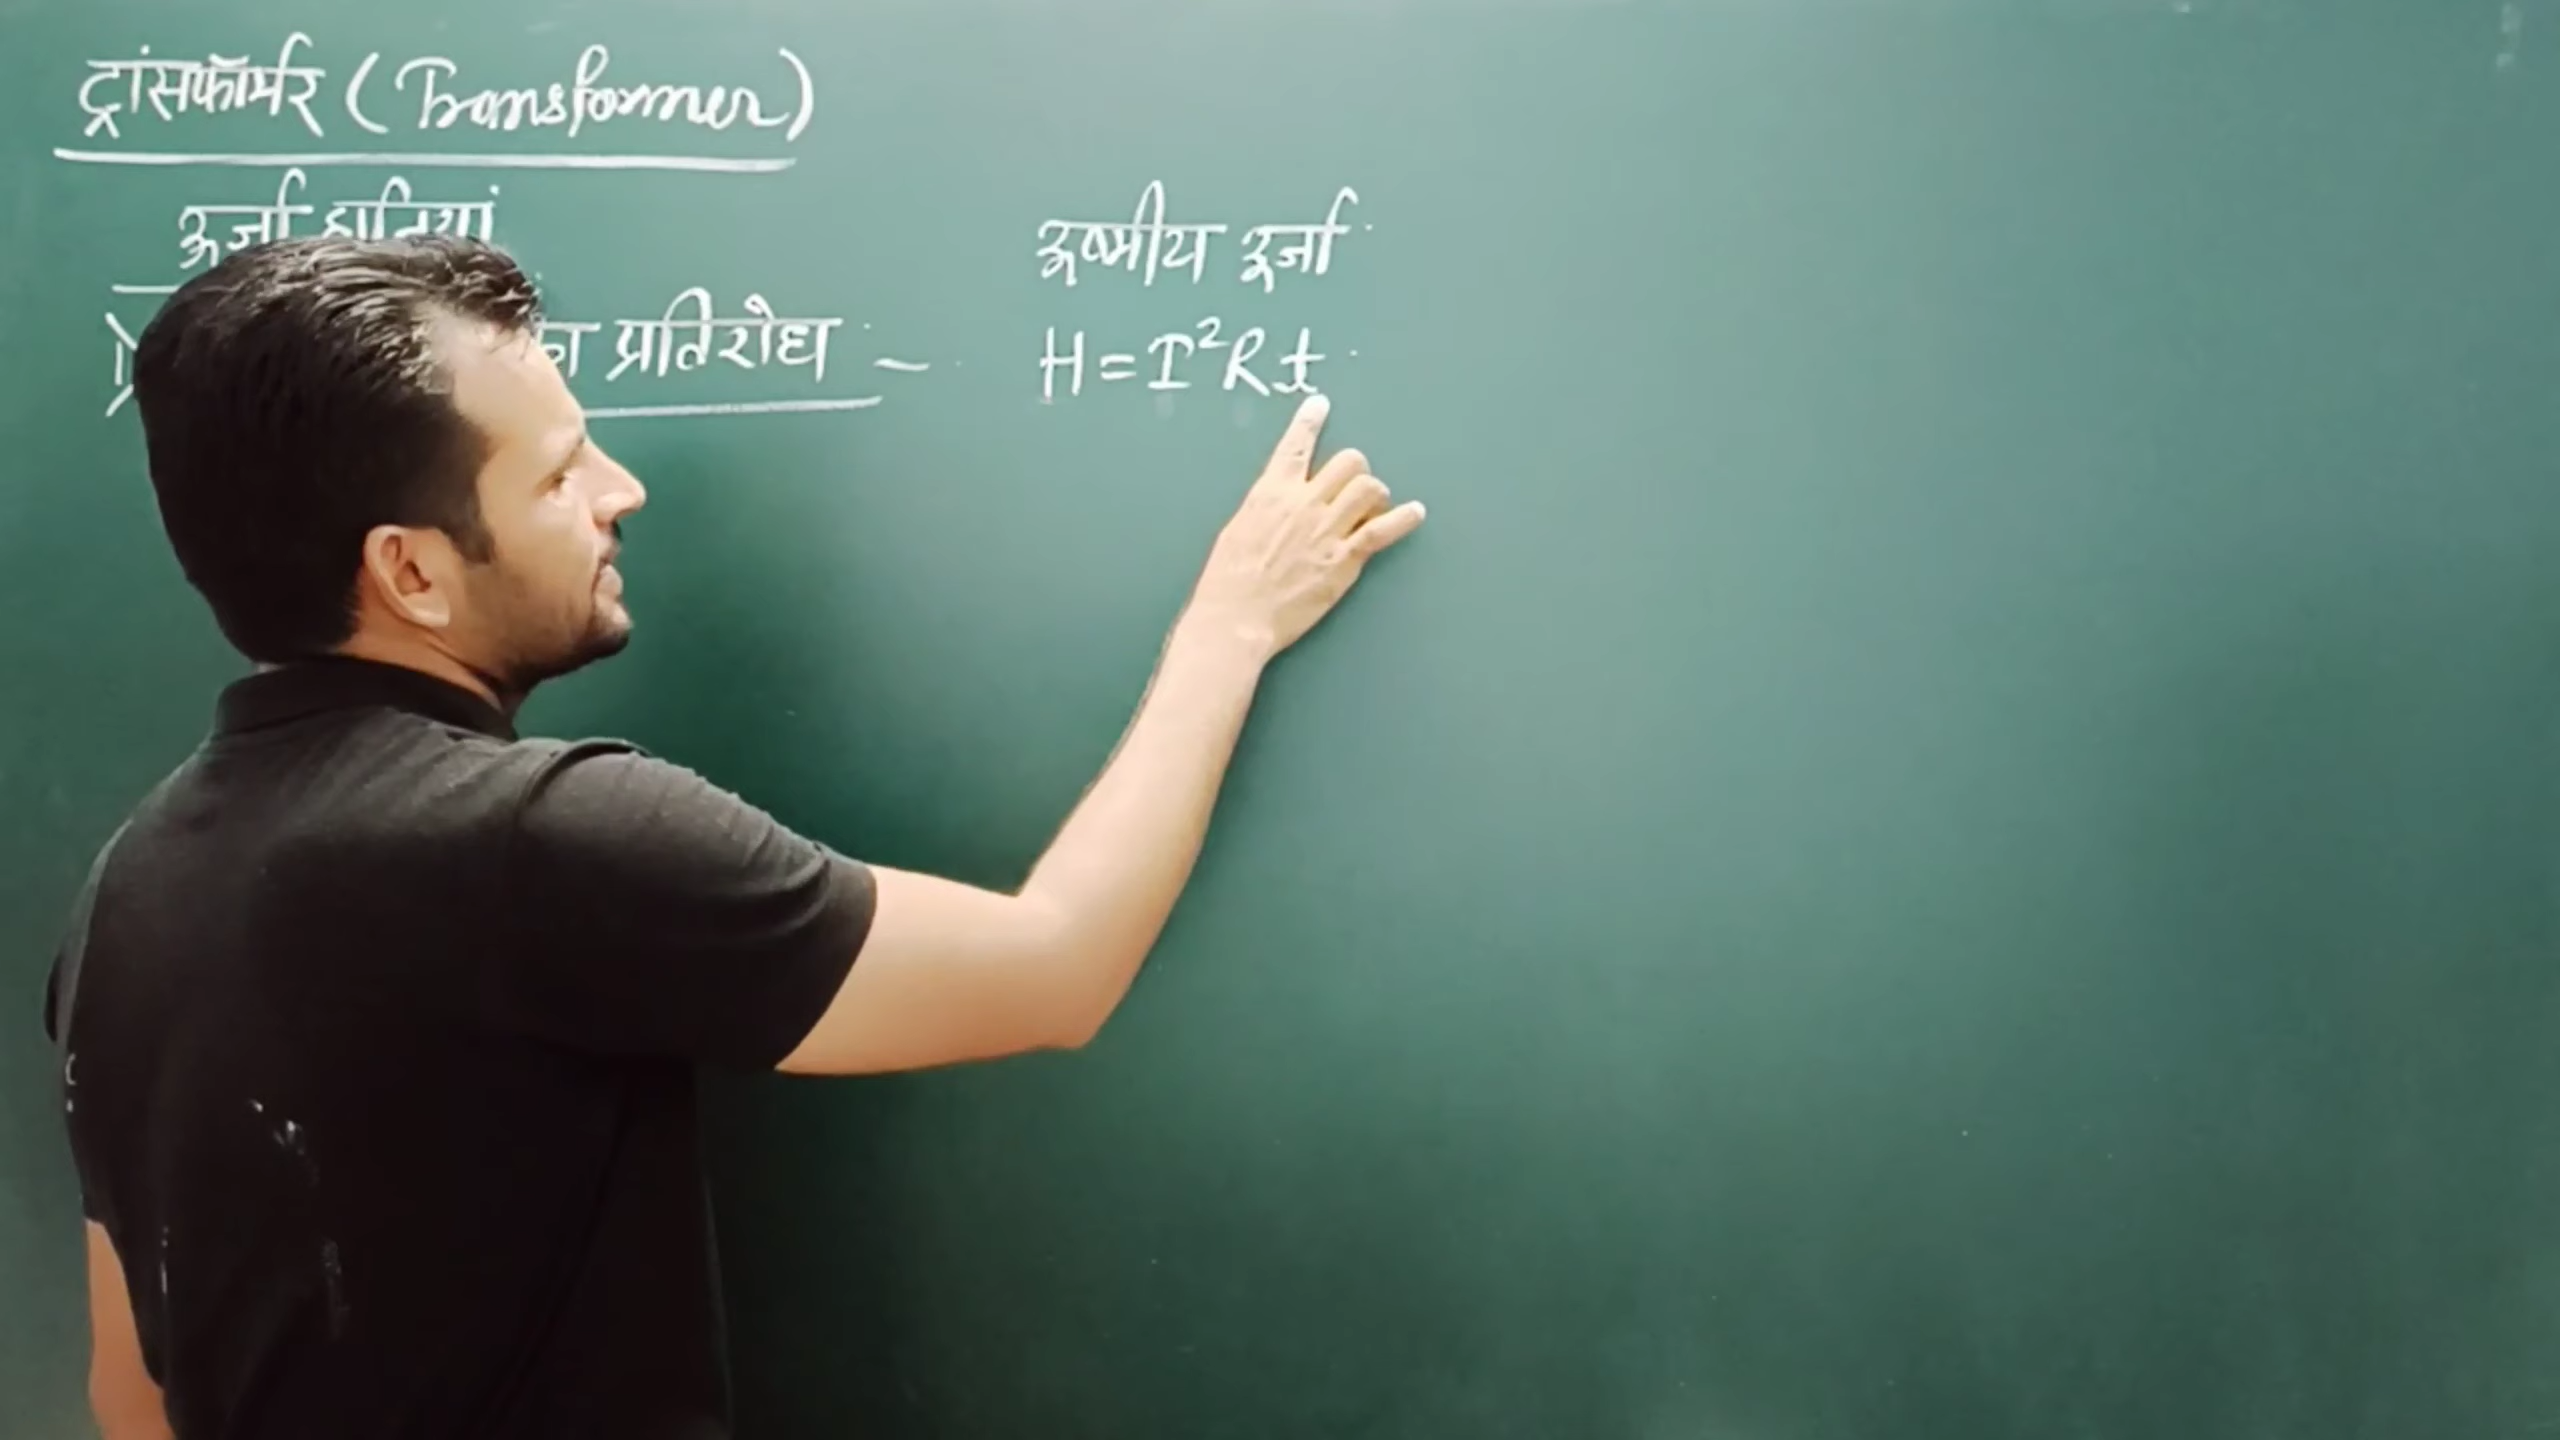 ट्रांसफॉर्मर (Transformer)
ऊर्जा हानियां
प्रतिरोध -
ऊष्मीय ऊर्जा
H = I²Rt